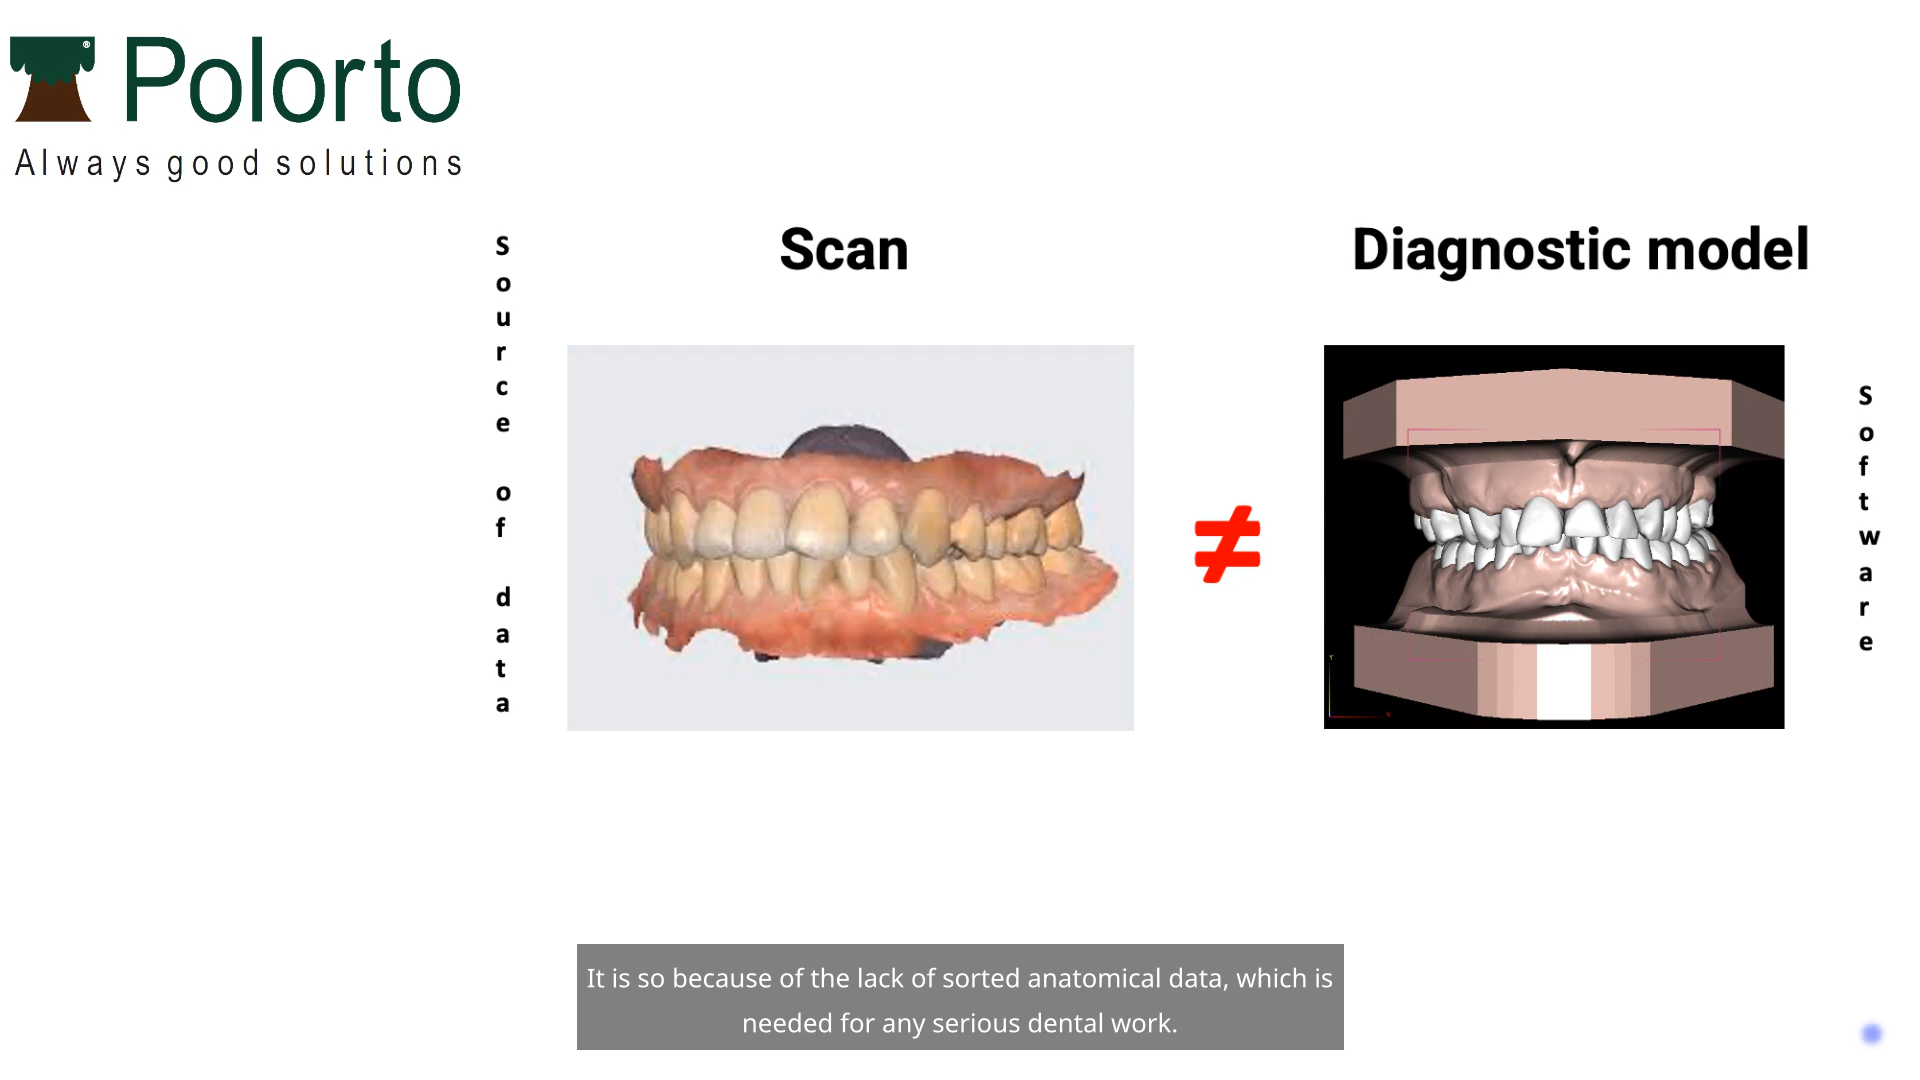 ®
Polorto
Always good solutions
Scan
Diagnostic model
Source of data
≠
Software
It is so because of the lack of sorted anatomical data, which is
needed for any serious dental work.